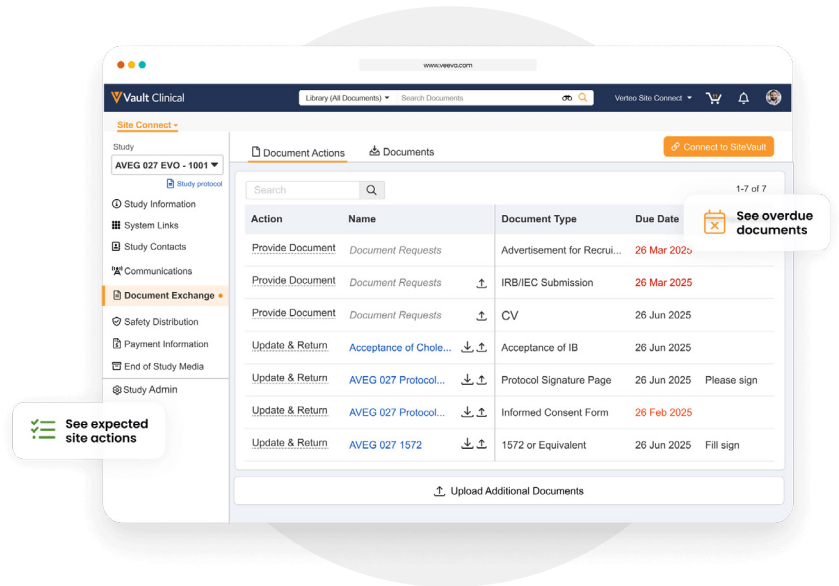 www.veeva.com
Vault Clinical
Library (All Documents)
Search Documents
Verteo Site Connect
Site Connect
Study
AVEG 027 EVO - 1001
Study protocol
Study Information
System Links
Study Contacts
Communications
Document Exchange
Safety Distribution
Payment Information
End of Study Media
Study Admin
See expected
site actions
Document Actions
Documents
Connect to SiteVault
Search
1-7 of 7
Action Name Document Type Due Date
See overdue
documents
Provide Document Document Requests Advertisement for Recrui... 26 Mar 2025
Provide Document Document Requests IRB/IEC Submission 26 Mar 2025
Provide Document Document Requests CV 26 Jun 2025
Update & Return Acceptance of Chole... Acceptance of IB 26 Jun 2025
Update & Return AVEG 027 Protocol... Protocol Signature Page 26 Jun 2025 Please sign
Update & Return AVEG 027 Protocol... Informed Consent Form 26 Feb 2025
Update & Return AVEG 027 1572 1572 or Equivalent 26 Jun 2025 Fill sign
Upload Additional Documents